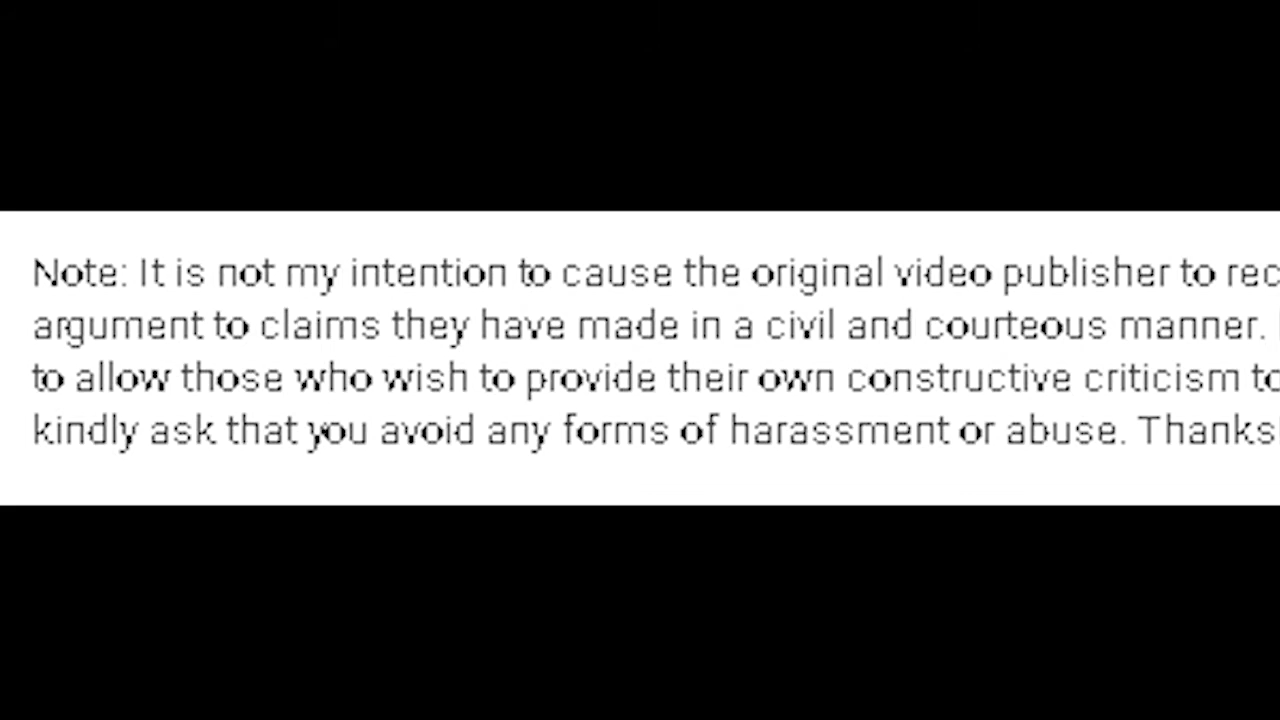 Note: It is not my intention to cause the original video publisher to rec
argument to claims they have made in a civil and courteous manner.
to allow those who wish to provide their own constructive criticism to
kindly ask that you avoid any forms of harassment or abuse. Thanks